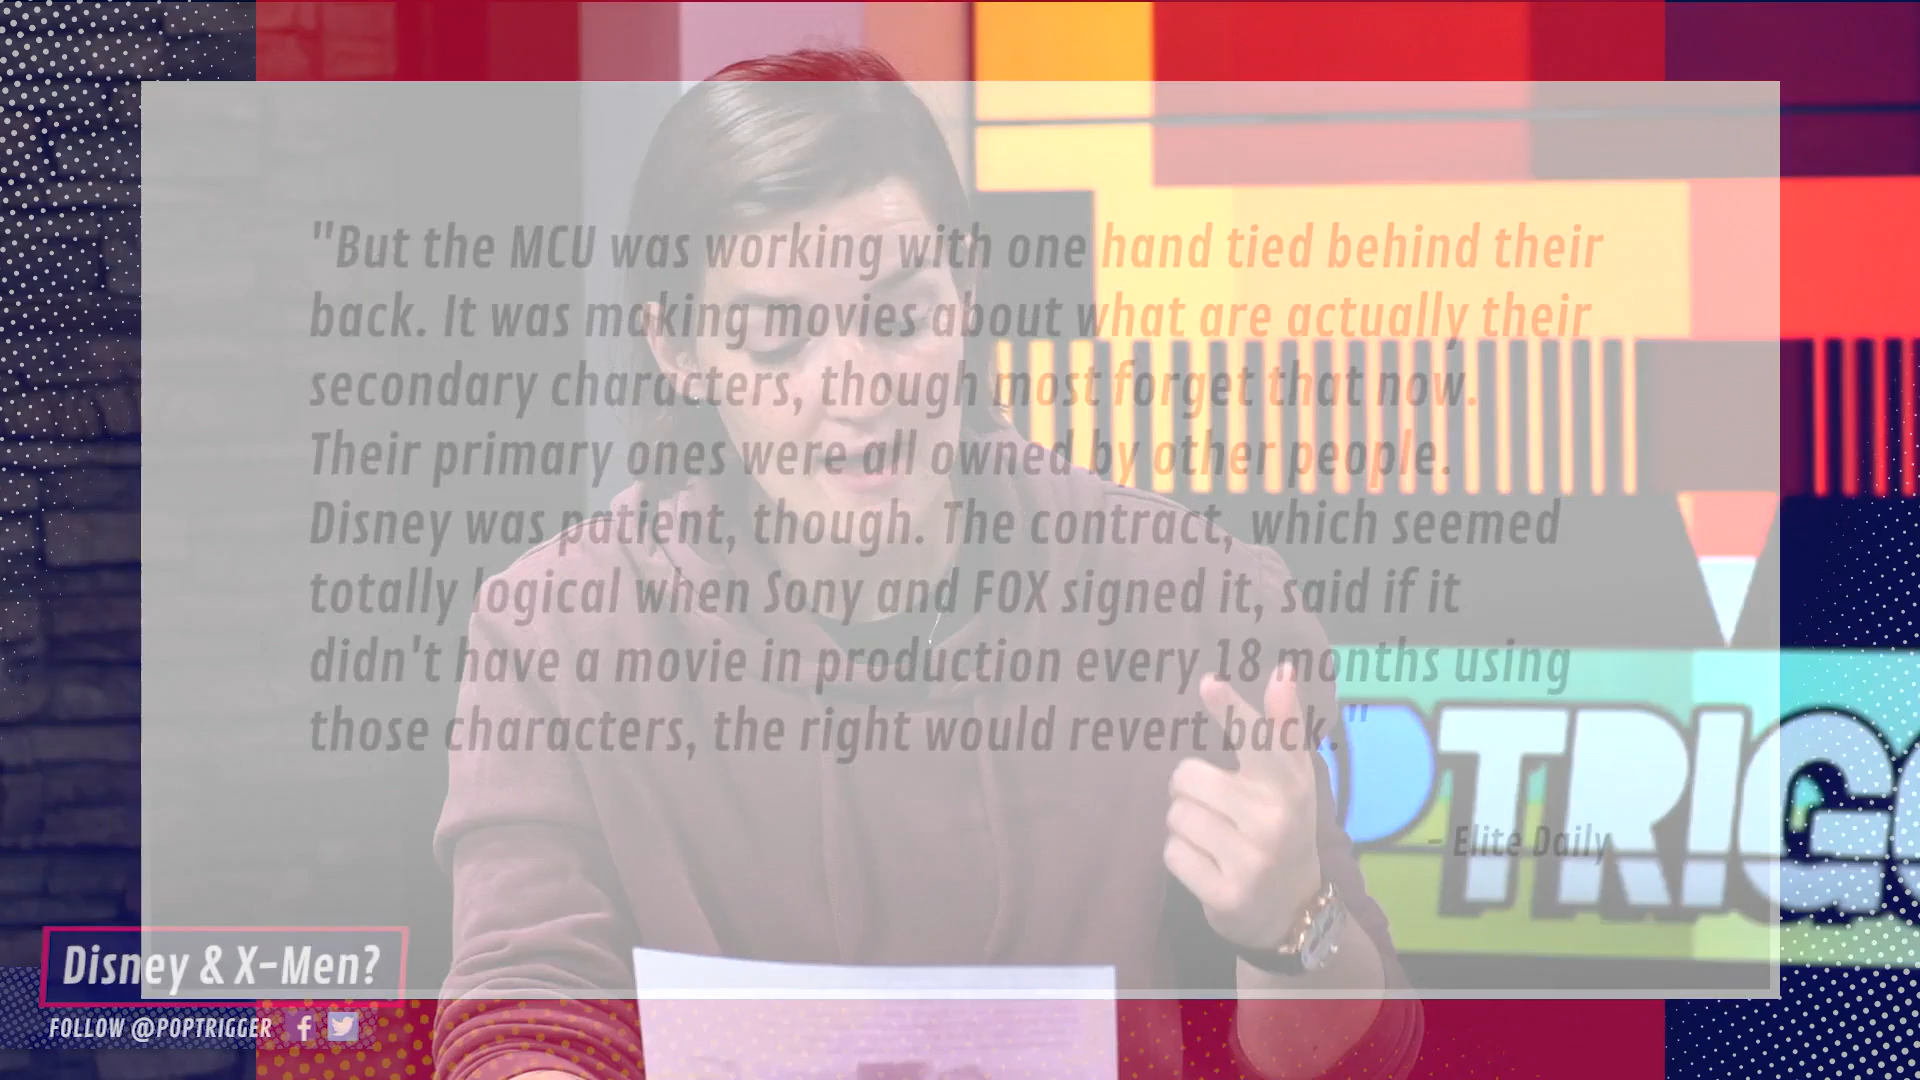 "But the MCU was working with one hand tied behind their
back. It was making movies about what are actually their
secondary characters, though most forget that now.
Their primary ones were all owned by other people.
Disney was patient, though. The contract, which seemed
totally logical when Sony and FOX signed it, said if it
didn't have a movie in production every 18 months using
those characters, the right would revert back."
- Elite Daily
PTRIGG
Disney & X-Men?
FOLLOW @POPTRIGGER